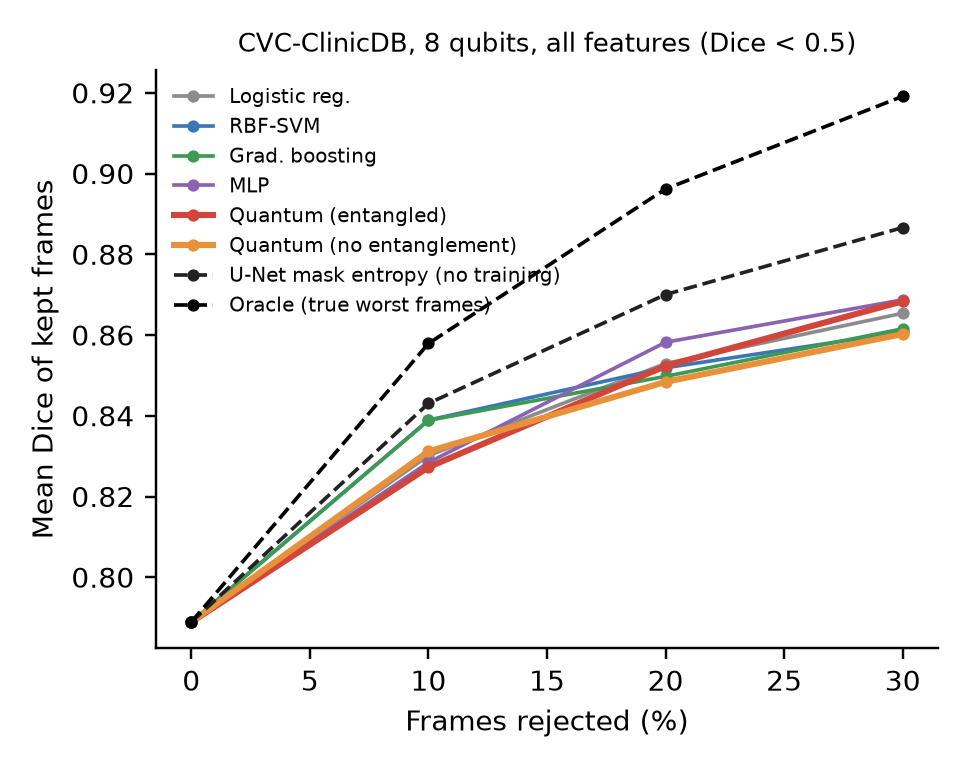 CVC-ClinicDB, 8 qubits, all features (Dice < 0.5)
Mean Dice of kept frames
0.92
0.90
0.88
0.86
0.84
0.82
0.80
Logistic reg.
RBF-SVM
Grad. boosting
MLP
Quantum (entangled)
Quantum (no entanglement)
U-Net mask entropy (no training)
Oracle (true worst frames)
0 5 10 15 20 25 30
Frames rejected (%)